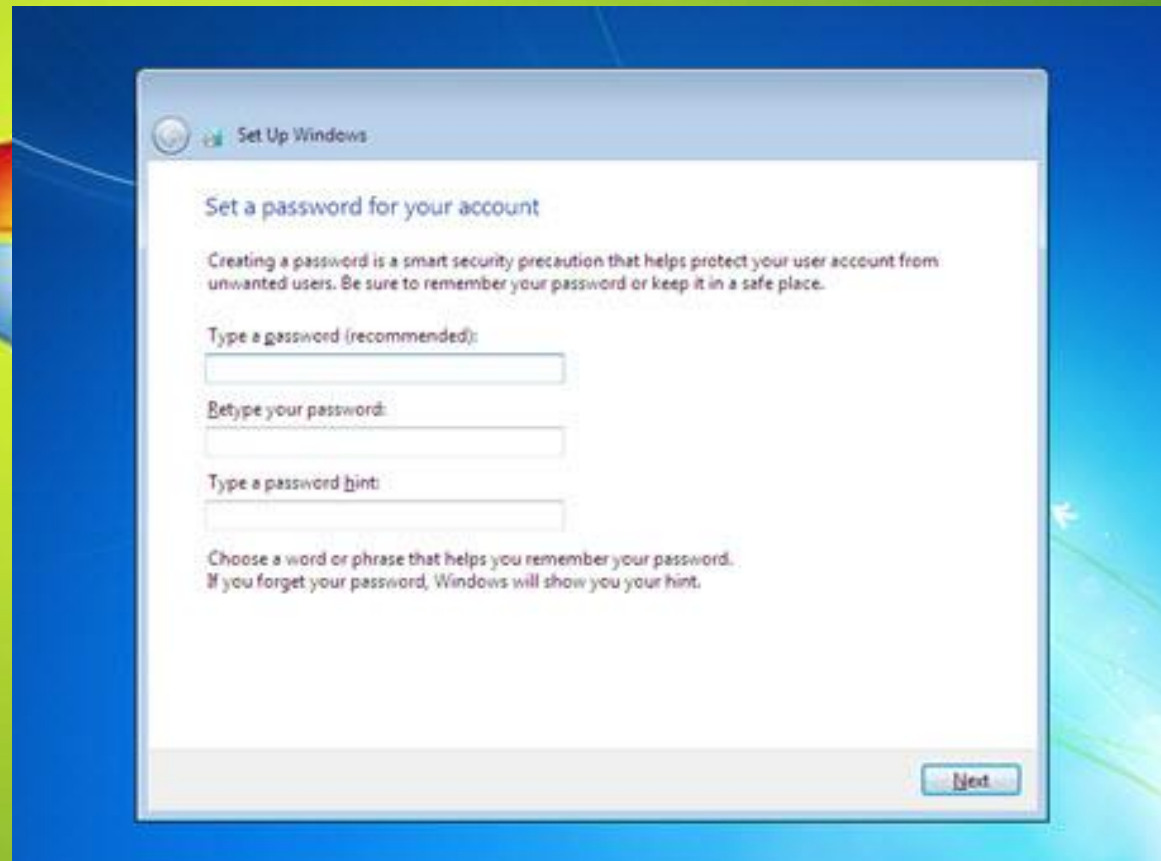 Set Up Windows
Set a password for your account
Creating a password is a smart security precaution that helps protect your user account from
unwanted users. Be sure to remember your password or keep it in a safe place.
Type a password (recommended):
Retype your password:
Type a password hint:
Choose a word or phrase that helps you remember your password.
If you forget your password, Windows will show you your hint.
Next